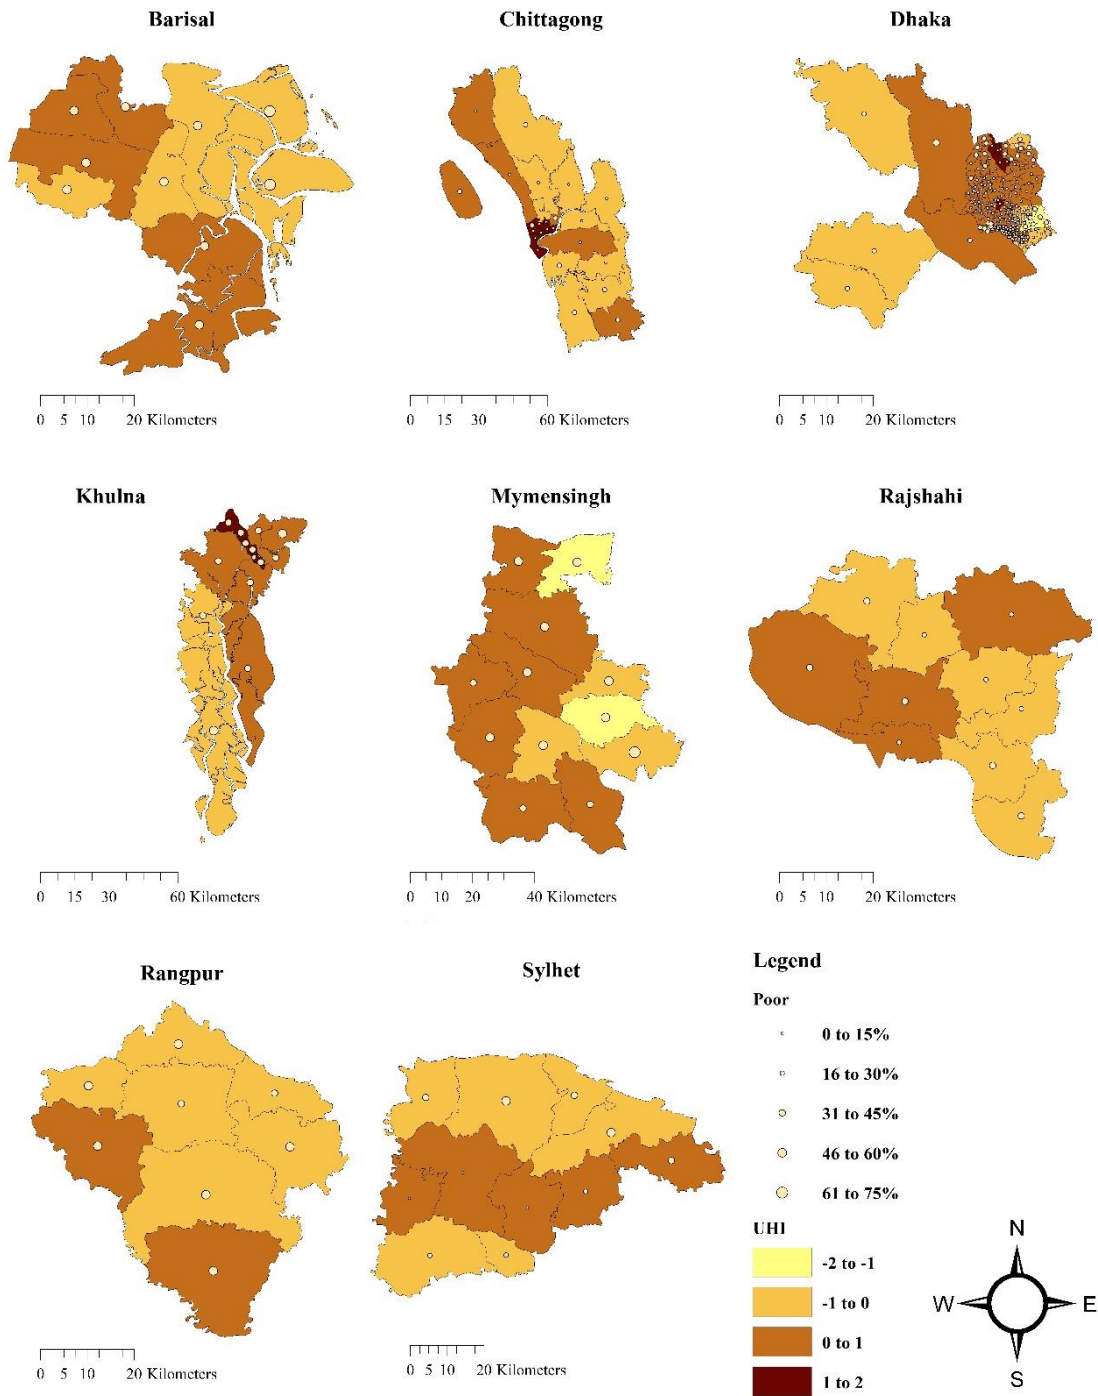 Barisal
Chittagong
Dhaka
0 5 10 20 Kilometers
0 15 30 60 Kilometers
0 5 10 20 Kilometers
Khulna
Mymensingh
Rajshahi
0 15 30 60 Kilometers
0 10 20 40 Kilometers
0 5 10 20 Kilometers
Rangpur
Sylhet
Legend
Poor
0 to 15%
16 to 30%
31 to 45%
46 to 60%
61 to 75%
UHI
-2 to -1
-1 to 0
0 to 1
1 to 2
N
W E
S
0 5 10 20 Kilometers
0 5 10 20 Kilometers